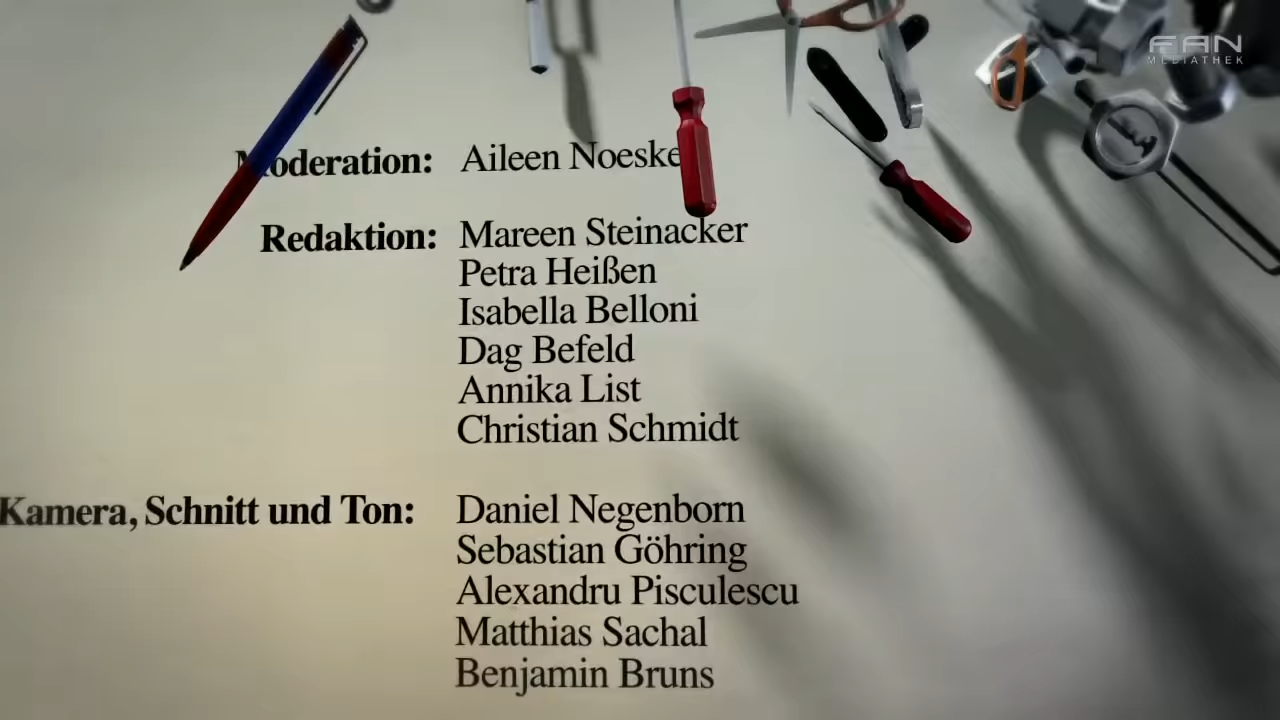 FAN
MEDIATHEK
Moderation: Aileen Noeske
Redaktion: Mareen Steinacker
Petra Heißen
Isabella Belloni
Dag Befeld
Annika List
Christian Schmidt
Kamera, Schnitt und Ton: Daniel Negenborn
Sebastian Göhring
Alexandru Pisculescu
Matthias Sachal
Benjamin Bruns